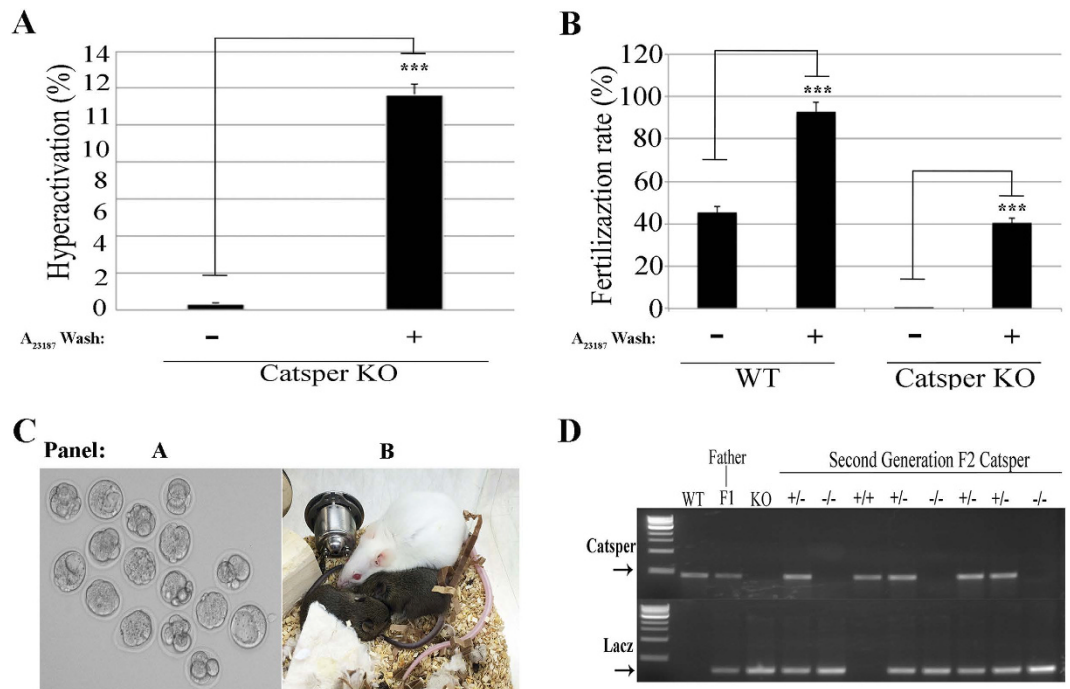 A
Hyperactivation (%)
14
12
11
10
8
6
4
2
0
***
A23187 Wash:
-
+
Catsper KO
B
Fertilizaztion rate (%)
120
100
80
60
40
20
0
***
***
A23187 Wash:
-
+
-
+
WT
Catsper KO
C
Panel: A B
D
Father
Second Generation F2 Catsper
WT F1 KO +/- -/- +/+ +/- -/- +/- +/- -/-
Catsper
Lacz